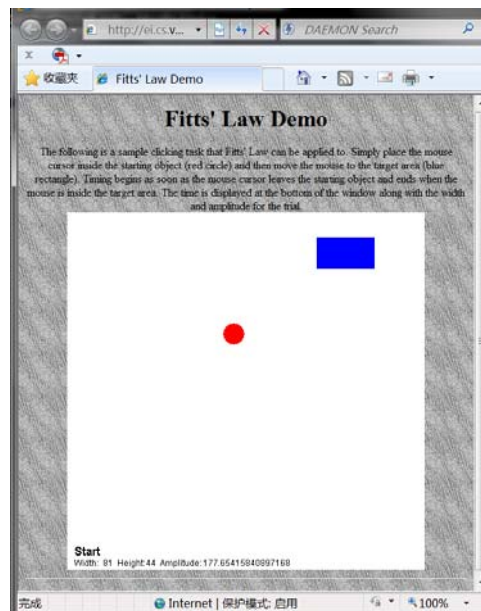 http://ei.cs.v... DAEMON Search
x
收藏夹 Fitts' Law Demo
Fitts' Law Demo
The following is a sample clicking task that Fitts' Law can be applied to. Simply place the mouse
cursor inside the starting object (red circle) and then move the mouse to the target area (blue
rectangle). Timing begins as soon as the mouse cursor leaves the starting object and ends when the
mouse is inside the target area. The time is displayed at the bottom of the window along with the width
and amplitude for the trial.
Start
Width: 81 Height:44 Amplitude:177.65415840897168
完成 Internet | 保护模式: 启用 100%